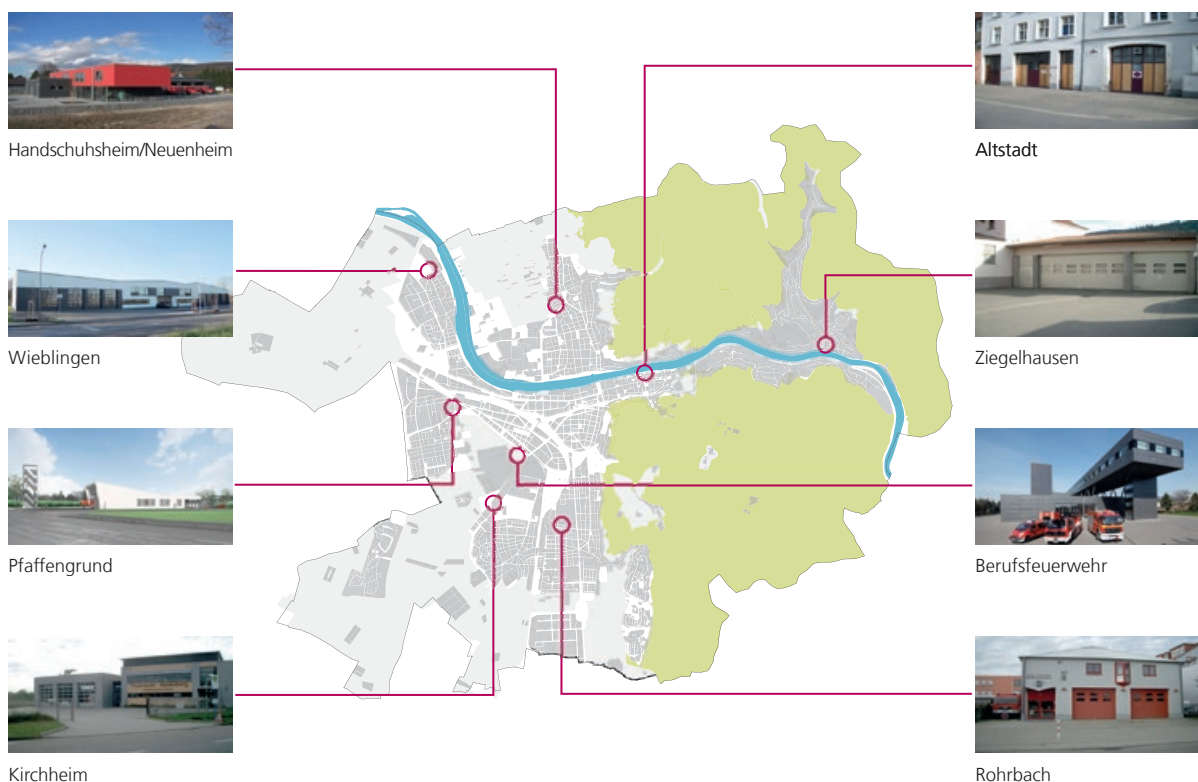 Handschuhsheim/Neuenheim
Altstadt
Wieblingen
Ziegelhausen
Pfaffengrund
Berufsfeuerwehr
Kirchheim
Rohrbach